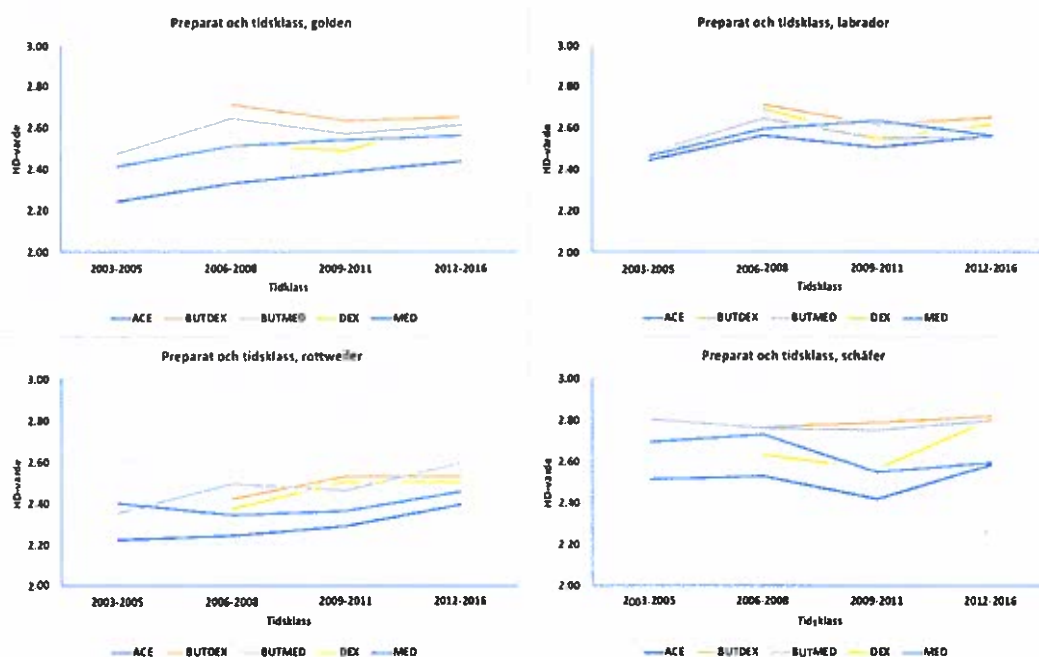 Preparat och tidsklass, golden
HD-varde
3.00
2.80
2.60
2.40
2.20
2.00
2003-2005 2006-2008 2009-2011 2012-2016
Tidsklass
ACE BUTDEX BUTMED DEX MED
Preparat och tidsklass, labrador
HD-varde
3.00
2.80
2.60
2.40
2.20
2.00
2003-2005 2006-2008 2009-2011 2012-2016
Tidsklass
ACE BUTDEX BUTMED DEX MED
Preparat och tidsklass, rottweiler
HD-varde
3.00
2.80
2.60
2.40
2.20
2.00
2003-2005 2006-2008 2009-2011 2012-2016
Tidsklass
ACE BUTDEX BUTMED DEX MED
Preparat och tidsklass, schäfer
HD-varde
3.00
2.80
2.60
2.40
2.20
2.00
2003-2005 2006-2008 2009-2011 2012-2016
Tidsklass
ACE BUTDEX BUTMED DEX MED